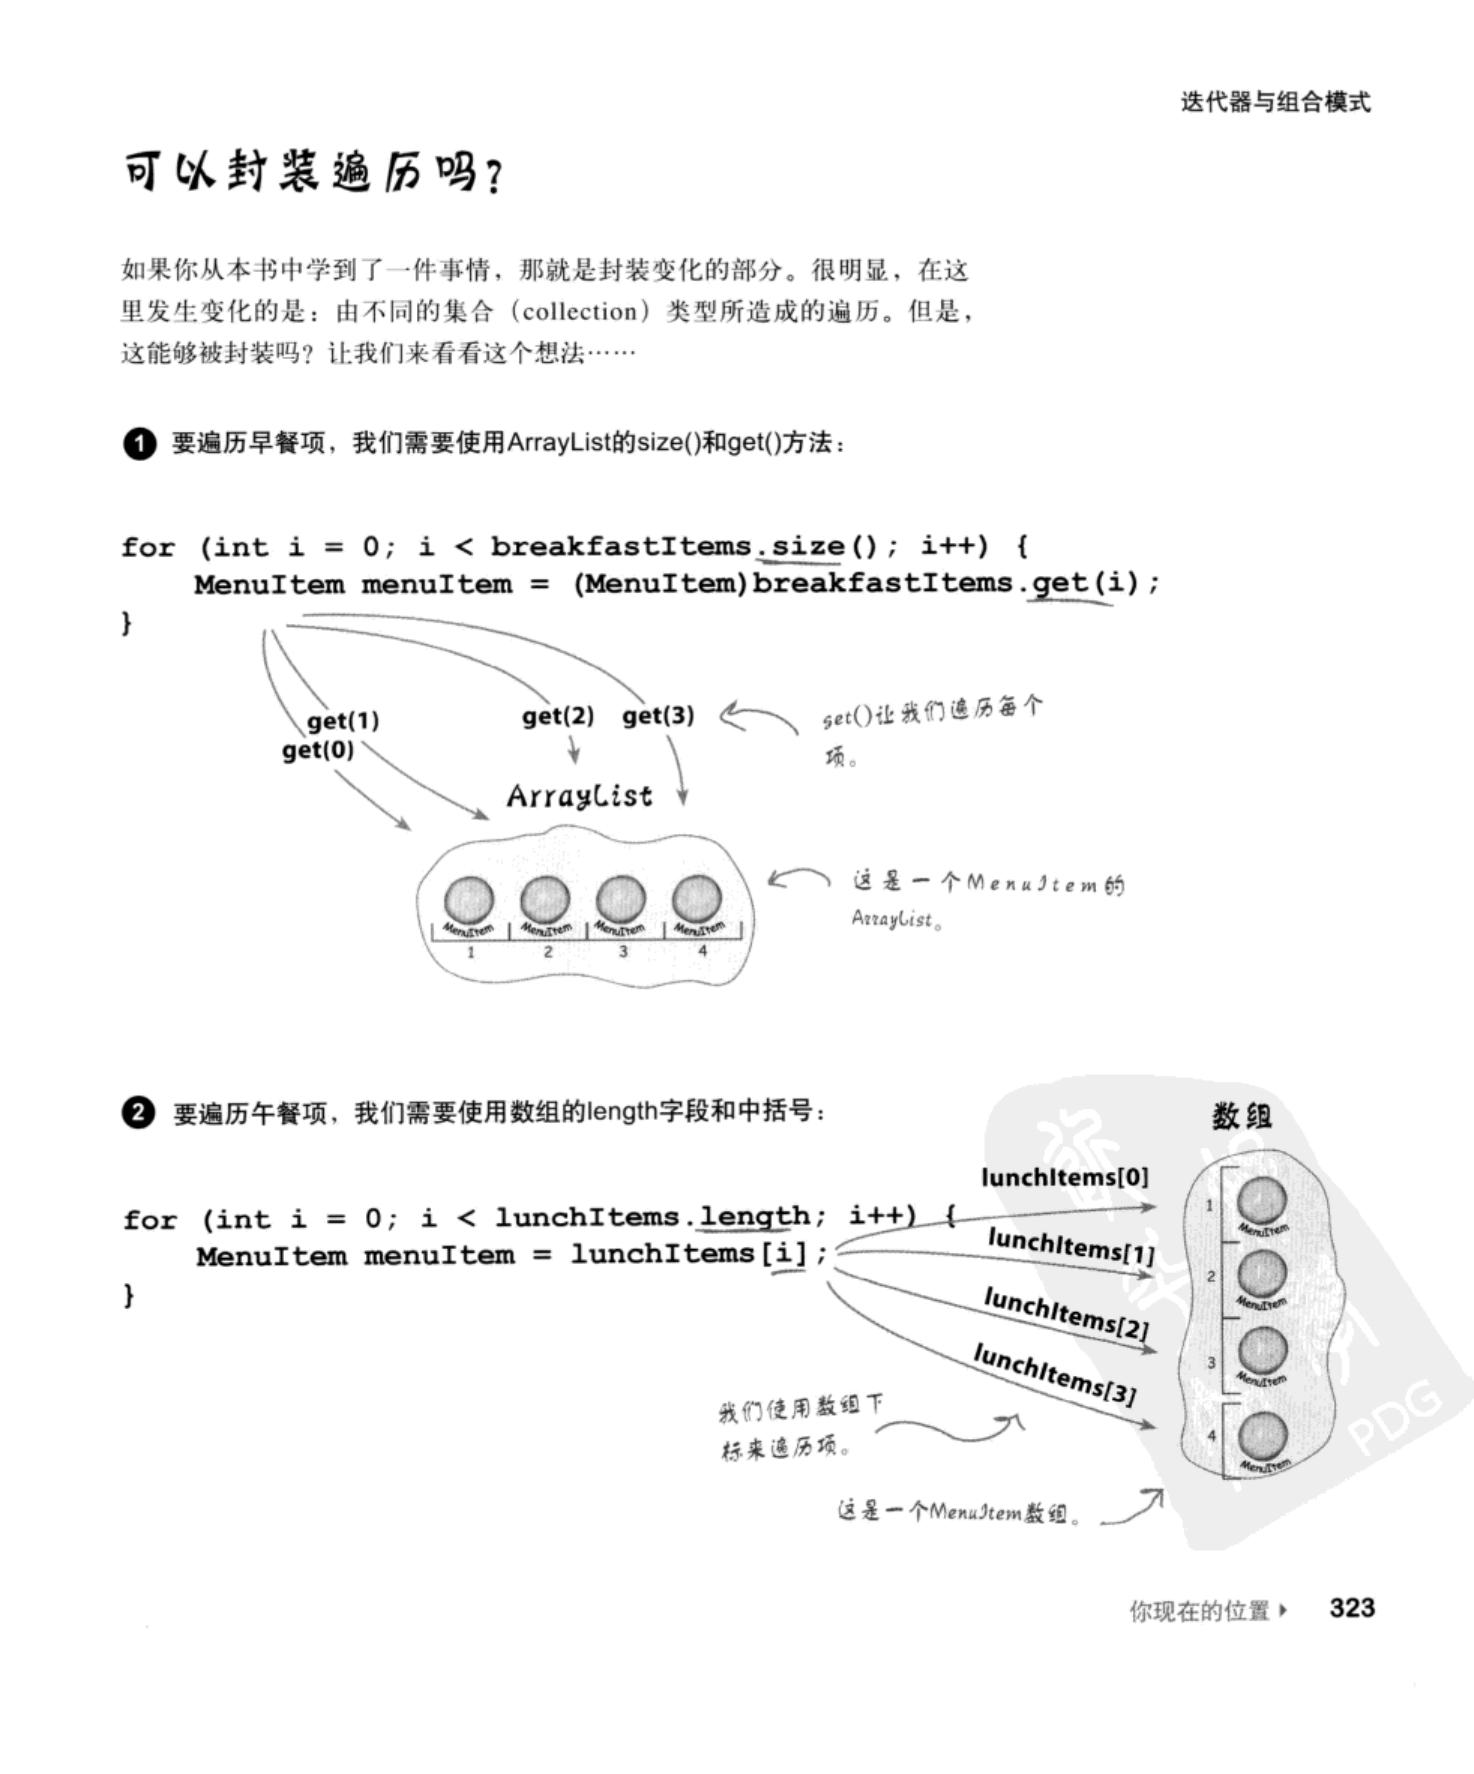 迭代器与组合模式
可以封装遍历吗?
如果你从本书中学到了一件事情，那就是封装变化的部分。很明显，在这
里发生变化的是：由不同的集合（collection）类型所造成的遍历。但是，
这能够被封装吗？让我们来看看这个想法……
1 要遍历早餐项，我们需要使用ArrayList的size()和get()方法：
for (int i = 0; i < breakfastItems.size(); i++) {
MenuItem menuItem = (MenuItem)breakfastItems.get(i);
}
get(1)
get(0)
get(2) get(3)
get()让我们遍历每个
项。
ArrayList
MenuItem MenuItem MenuItem MenuItem
1 2 3 4
这是一个MenuItem的
ArrayList。
2 要遍历午餐项，我们需要使用数组的length字段和中括号：
for (int i = 0; i < lunchItems.length; i++) {
MenuItem menuItem = lunchItems[i];
}
数组
lunchItems[0]
lunchItems[1]
lunchItems[2]
lunchItems[3]
1 MenuItem
2 MenuItem
3 MenuItem
4 MenuItem
我们使用数组下
标来遍历项。
这是一个MenuItem数组。
PDG
你现在的位置 323